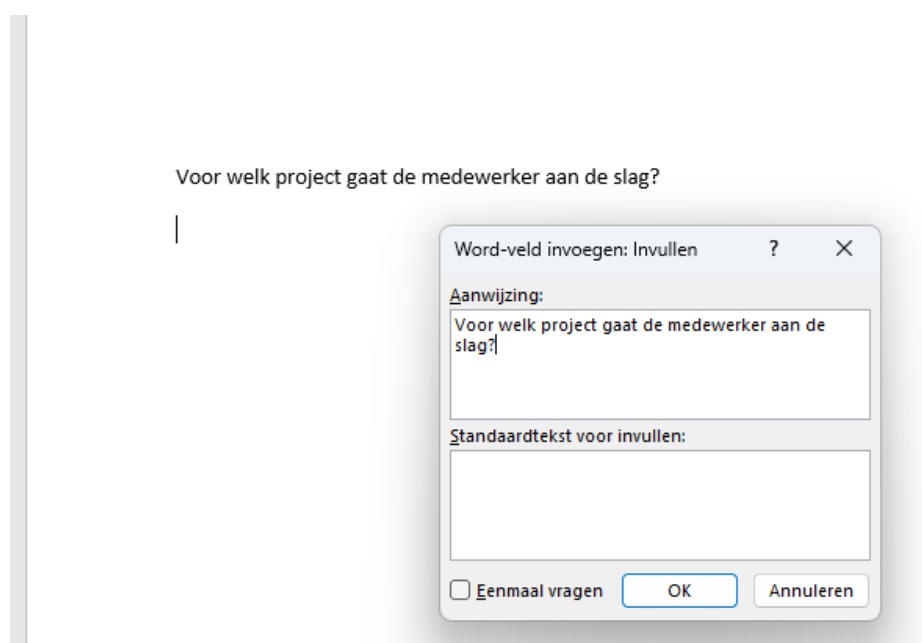 Voor welk project gaat de medewerker aan de slag?
Word-veld invoegen: Invullen ?
Aanwijzing:
Voor welk project gaat de medewerker aan de
slag?
Standaardtekst voor invullen:
Eenmaal vragen OK Annuleren